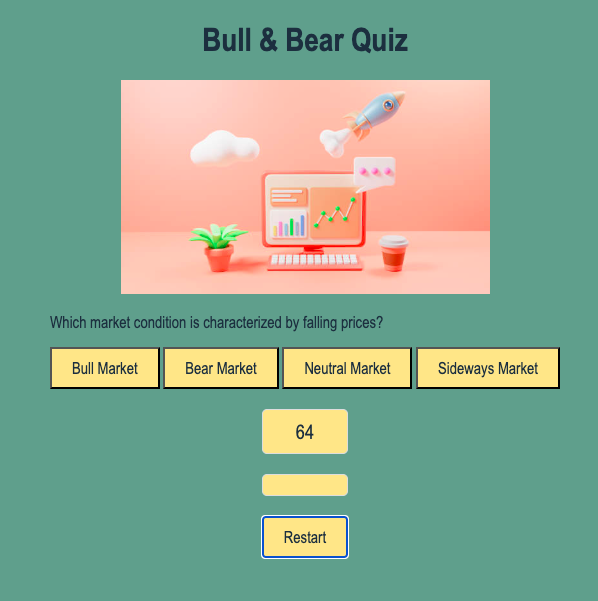 Bull & Bear Quiz
Which market condition is characterized by falling prices?
Bull Market Bear Market Neutral Market Sideways Market
64
Restart